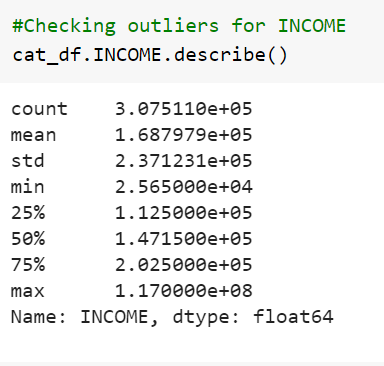 #Checking outliers for INCOME
cat_df.INCOME.describe()
count    3.075110e+05
mean     1.687979e+05
std      2.371231e+05
min      2.565000e+04
25%      1.125000e+05
50%      1.471500e+05
75%      2.025000e+05
max      1.170000e+08
Name: INCOME, dtype: float64